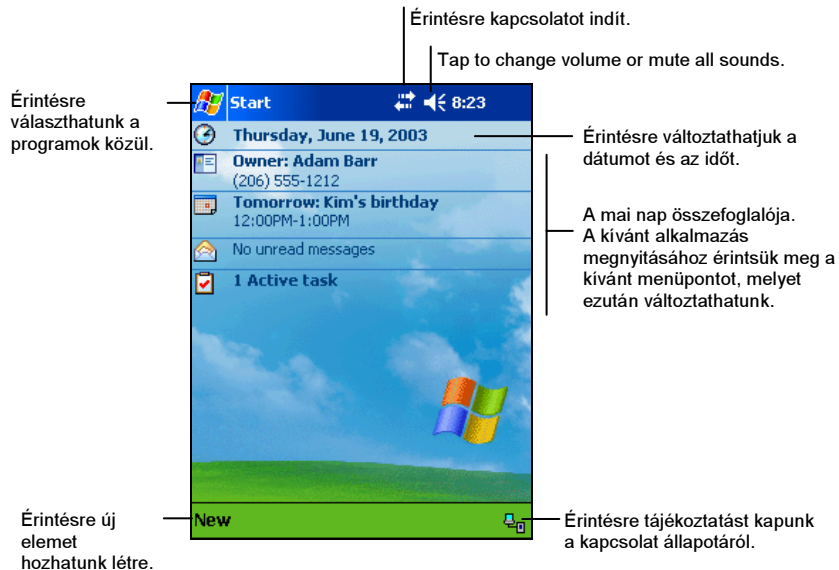 Érintésre kapcsolatot indít.
Tap to change volume or mute all sounds.
Érintésre
választhatunk a
programok közül.
Start 8:23
Thursday, June 19, 2003
Owner: Adam Barr
(206) 555-1212
Tomorrow: Kim's birthday
12:00PM-1:00PM
No unread messages
1 Active task
Érintésre változtathatjuk a
dátumot és az időt.
A mai nap összefoglalója.
A kívánt alkalmazás
megnyitásához érintsük meg a
kívánt menüpontot, melyet
ezután változtathatunk.
New
Érintésre új
elemet
hozhatunk létre.
Érintésre tájékoztatást kapunk
a kapcsolat állapotáról.